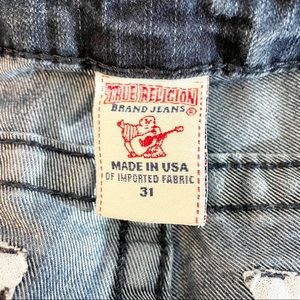 TRUE RELIGION
BRAND JEANS®
MADE IN USA
OF IMPORTED FABRIC
31